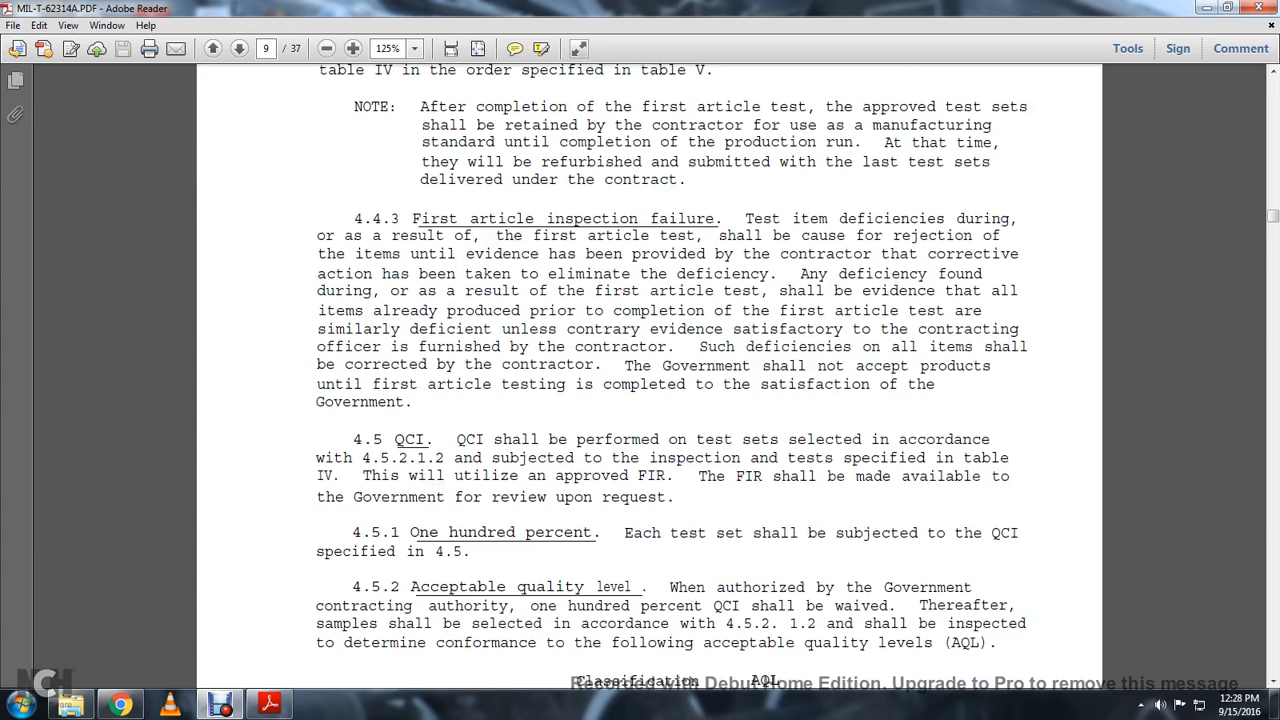 MIL-T-62314A.PDF - Adobe Reader
File Edit View Window Help
9 / 37 125% Tools Sign Comment
table IV in the order specified in table V.
NOTE: After completion of the first article test, the approved test sets
shall be retained by the contractor for use as a manufacturing
standard until completion of the production run. At that time,
they will be refurbished and submitted with the last test sets
delivered under the contract.
4.4.3 First article inspection failure. Test item deficiencies during,
or as a result of, the first article test, shall be cause for rejection of
the items until evidence has been provided by the contractor that corrective
action has been taken to eliminate the deficiency. Any deficiency found
during, or as a result of the first article test, shall be evidence that all
items already produced prior to completion of the first article test are
similarly deficient unless contrary evidence satisfactory to the contracting
officer is furnished by the contractor. Such deficiencies on all items shall
be corrected by the contractor. The Government shall not accept products
until first article testing is completed to the satisfaction of the
Government.
4.5 QCI. QCI shall be performed on test sets selected in accordance
with 4.5.2.1.2 and subjected to the inspection and tests specified in table
IV. This will utilize an approved FIR. The FIR shall be made available to
the Government for review upon request.
4.5.1 One hundred percent. Each test set shall be subjected to the QCI
specified in 4.5.
4.5.2 Acceptable quality level . When authorized by the Government
contracting authority, one hundred percent QCI shall be waived. Thereafter,
samples shall be selected in accordance with 4.5.2. 1.2 and shall be inspected
to determine conformance to the following acceptable quality levels (AQL).
Classification AQL
Recorded with Debut Home Edition. Upgrade to Pro to remove this message
NCH
12:28 PM
9/15/2016